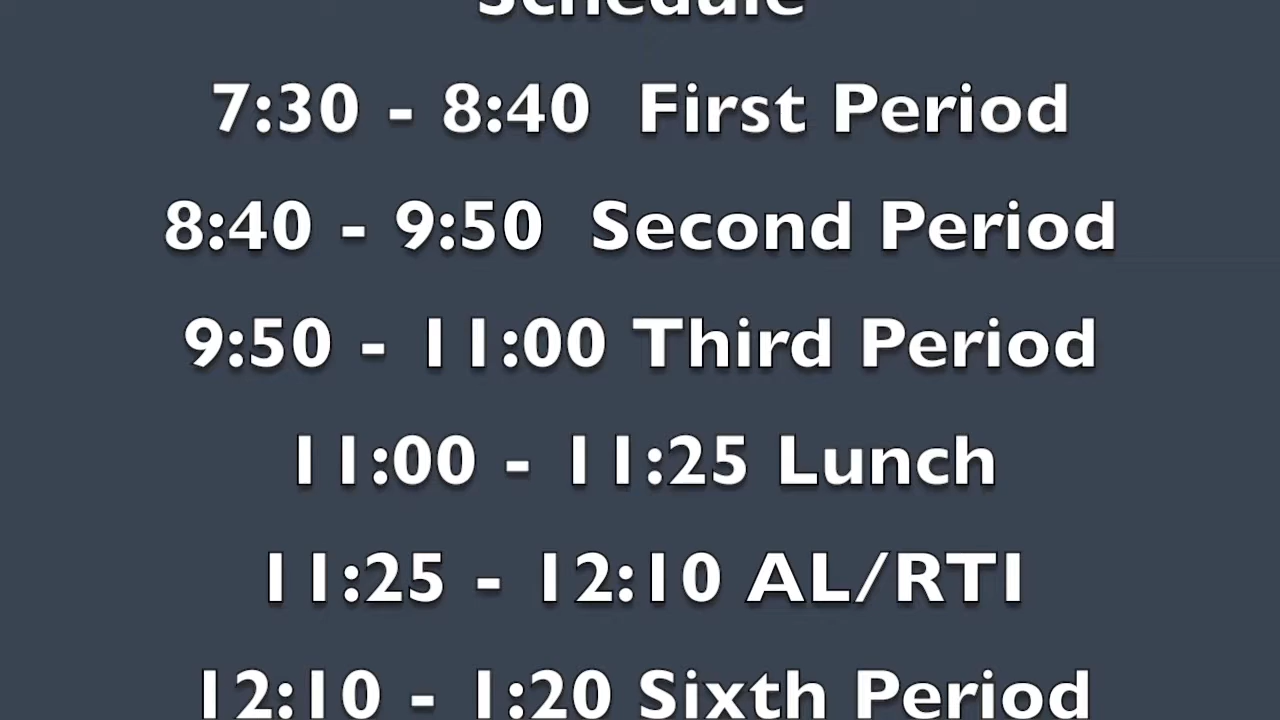 Schedule
7:30 - 8:40 First Period
8:40 - 9:50 Second Period
9:50 - 11:00 Third Period
11:00 - 11:25 Lunch
11:25 - 12:10 AL/RTI
12:10 - 1:20 Sixth Period